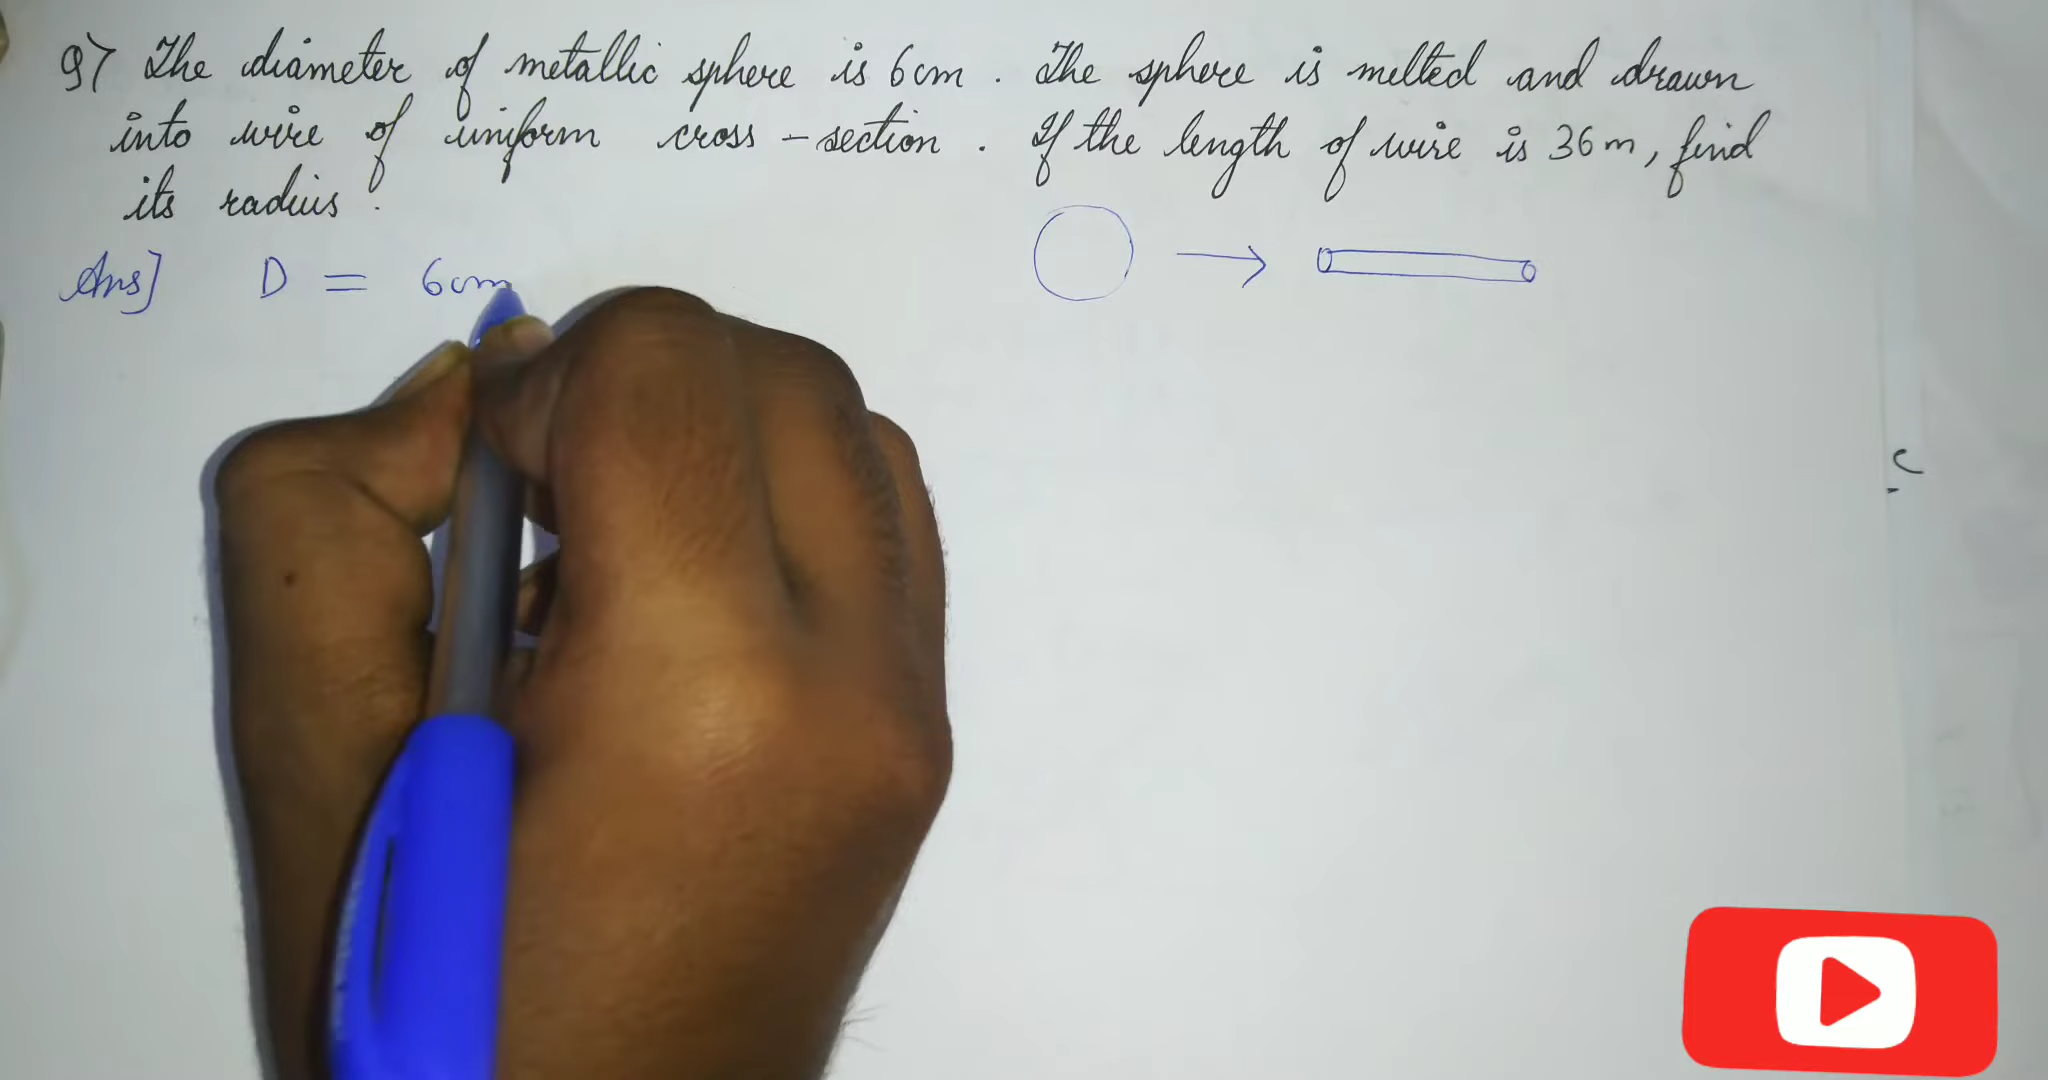 Q) The diameter of metallic sphere is 6cm. The sphere is melted and drawn
into wire of uniform cross-section. If the length of wire is 36m, find
its radius.
Ans] D = 6cm